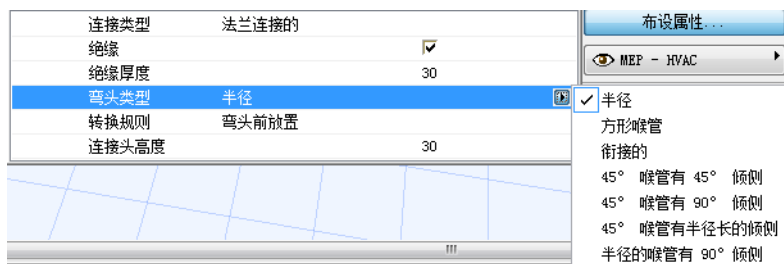 连接类型 法兰连接的
布设属性...
绝缘
MEP - HVAC
绝缘厚度 30
弯头类型 半径
半径
转换规则 弯头前放置
方形喉管
连接头高度 30
衔接的
45° 喉管有 45° 倾侧
45° 喉管有 90° 倾侧
45° 喉管有半径长的倾侧
半径的喉管有 90° 倾侧